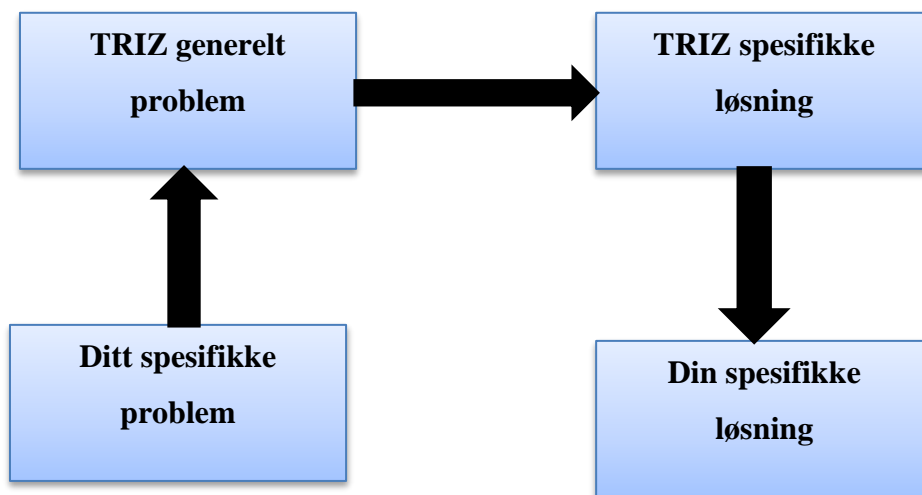 TRIZ generelt
problem
TRIZ spesifikke
løsning
Ditt spesifikke
problem
Din spesifikke
løsning